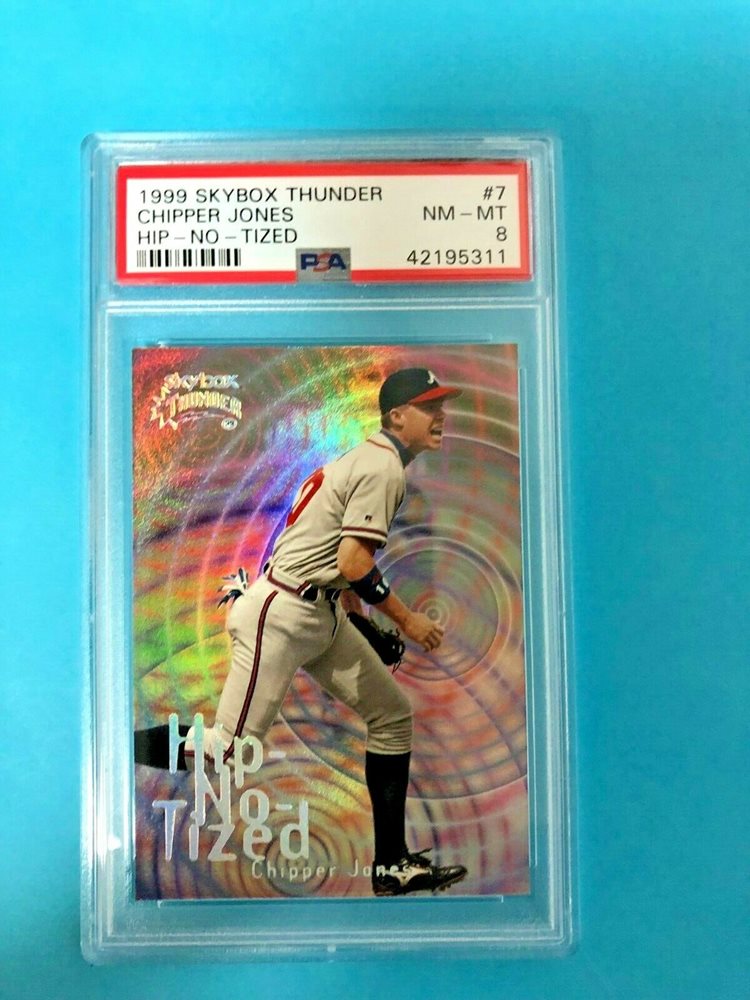 1999 SKYBOX THUNDER #7
CHIPPER JONES NM-MT
HIP-NO-TIZED 8
PSA 42195311
Skybox
THUNDER
Hip-
No-
Tized
Chipper Jones